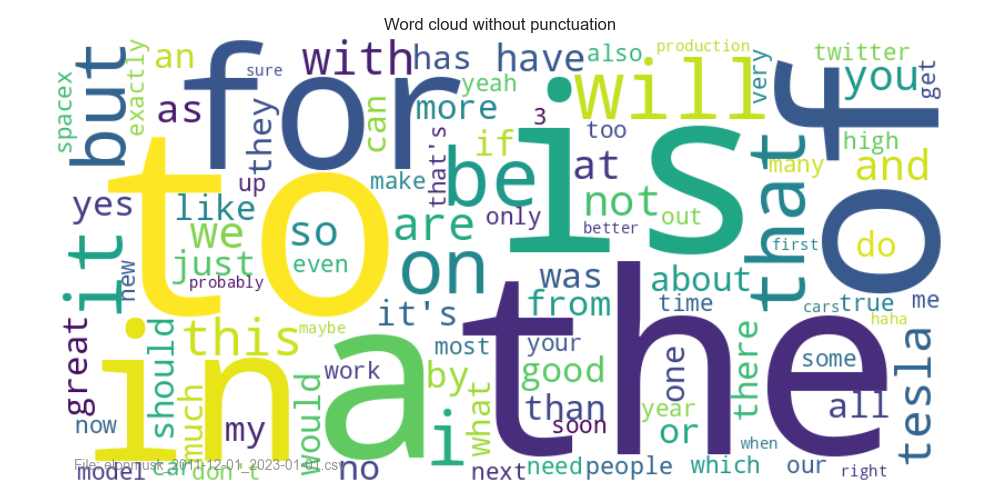 Word cloud without punctuation
spacex
but
exactly
an
for
sure
with
has
have
also
production
very
twitter
you
get
as
they
can
yeah
more
will
3
too
of
high
if
that's
is
that
many
and
yes
it
to
up
make
be
at
not
out
like
we
so
are
only
better
first
do
just
even
on
probably
new
was
about
it's
from
time
cars
true
me
haha
great
should
this
maybe
in
a
most
your
the
there
some
tesla
much
would
work
by
good
one
all
now
my
i
what
than
soon
year
or
when
model
car
don't
no
next
need
people
which
our
right
File: elonmusk_2011-12-01_2023-01-01.csv